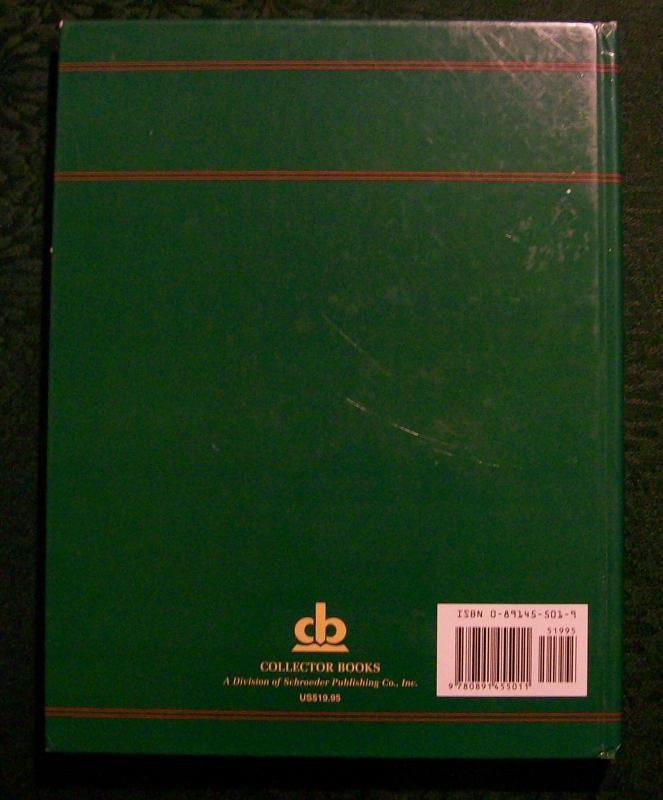 cb
COLLECTOR BOOKS
A Division of Schroeder Publishing Co., Inc.
US$19.95
ISBN 0-89145-501-9
51995
9 780891 455011